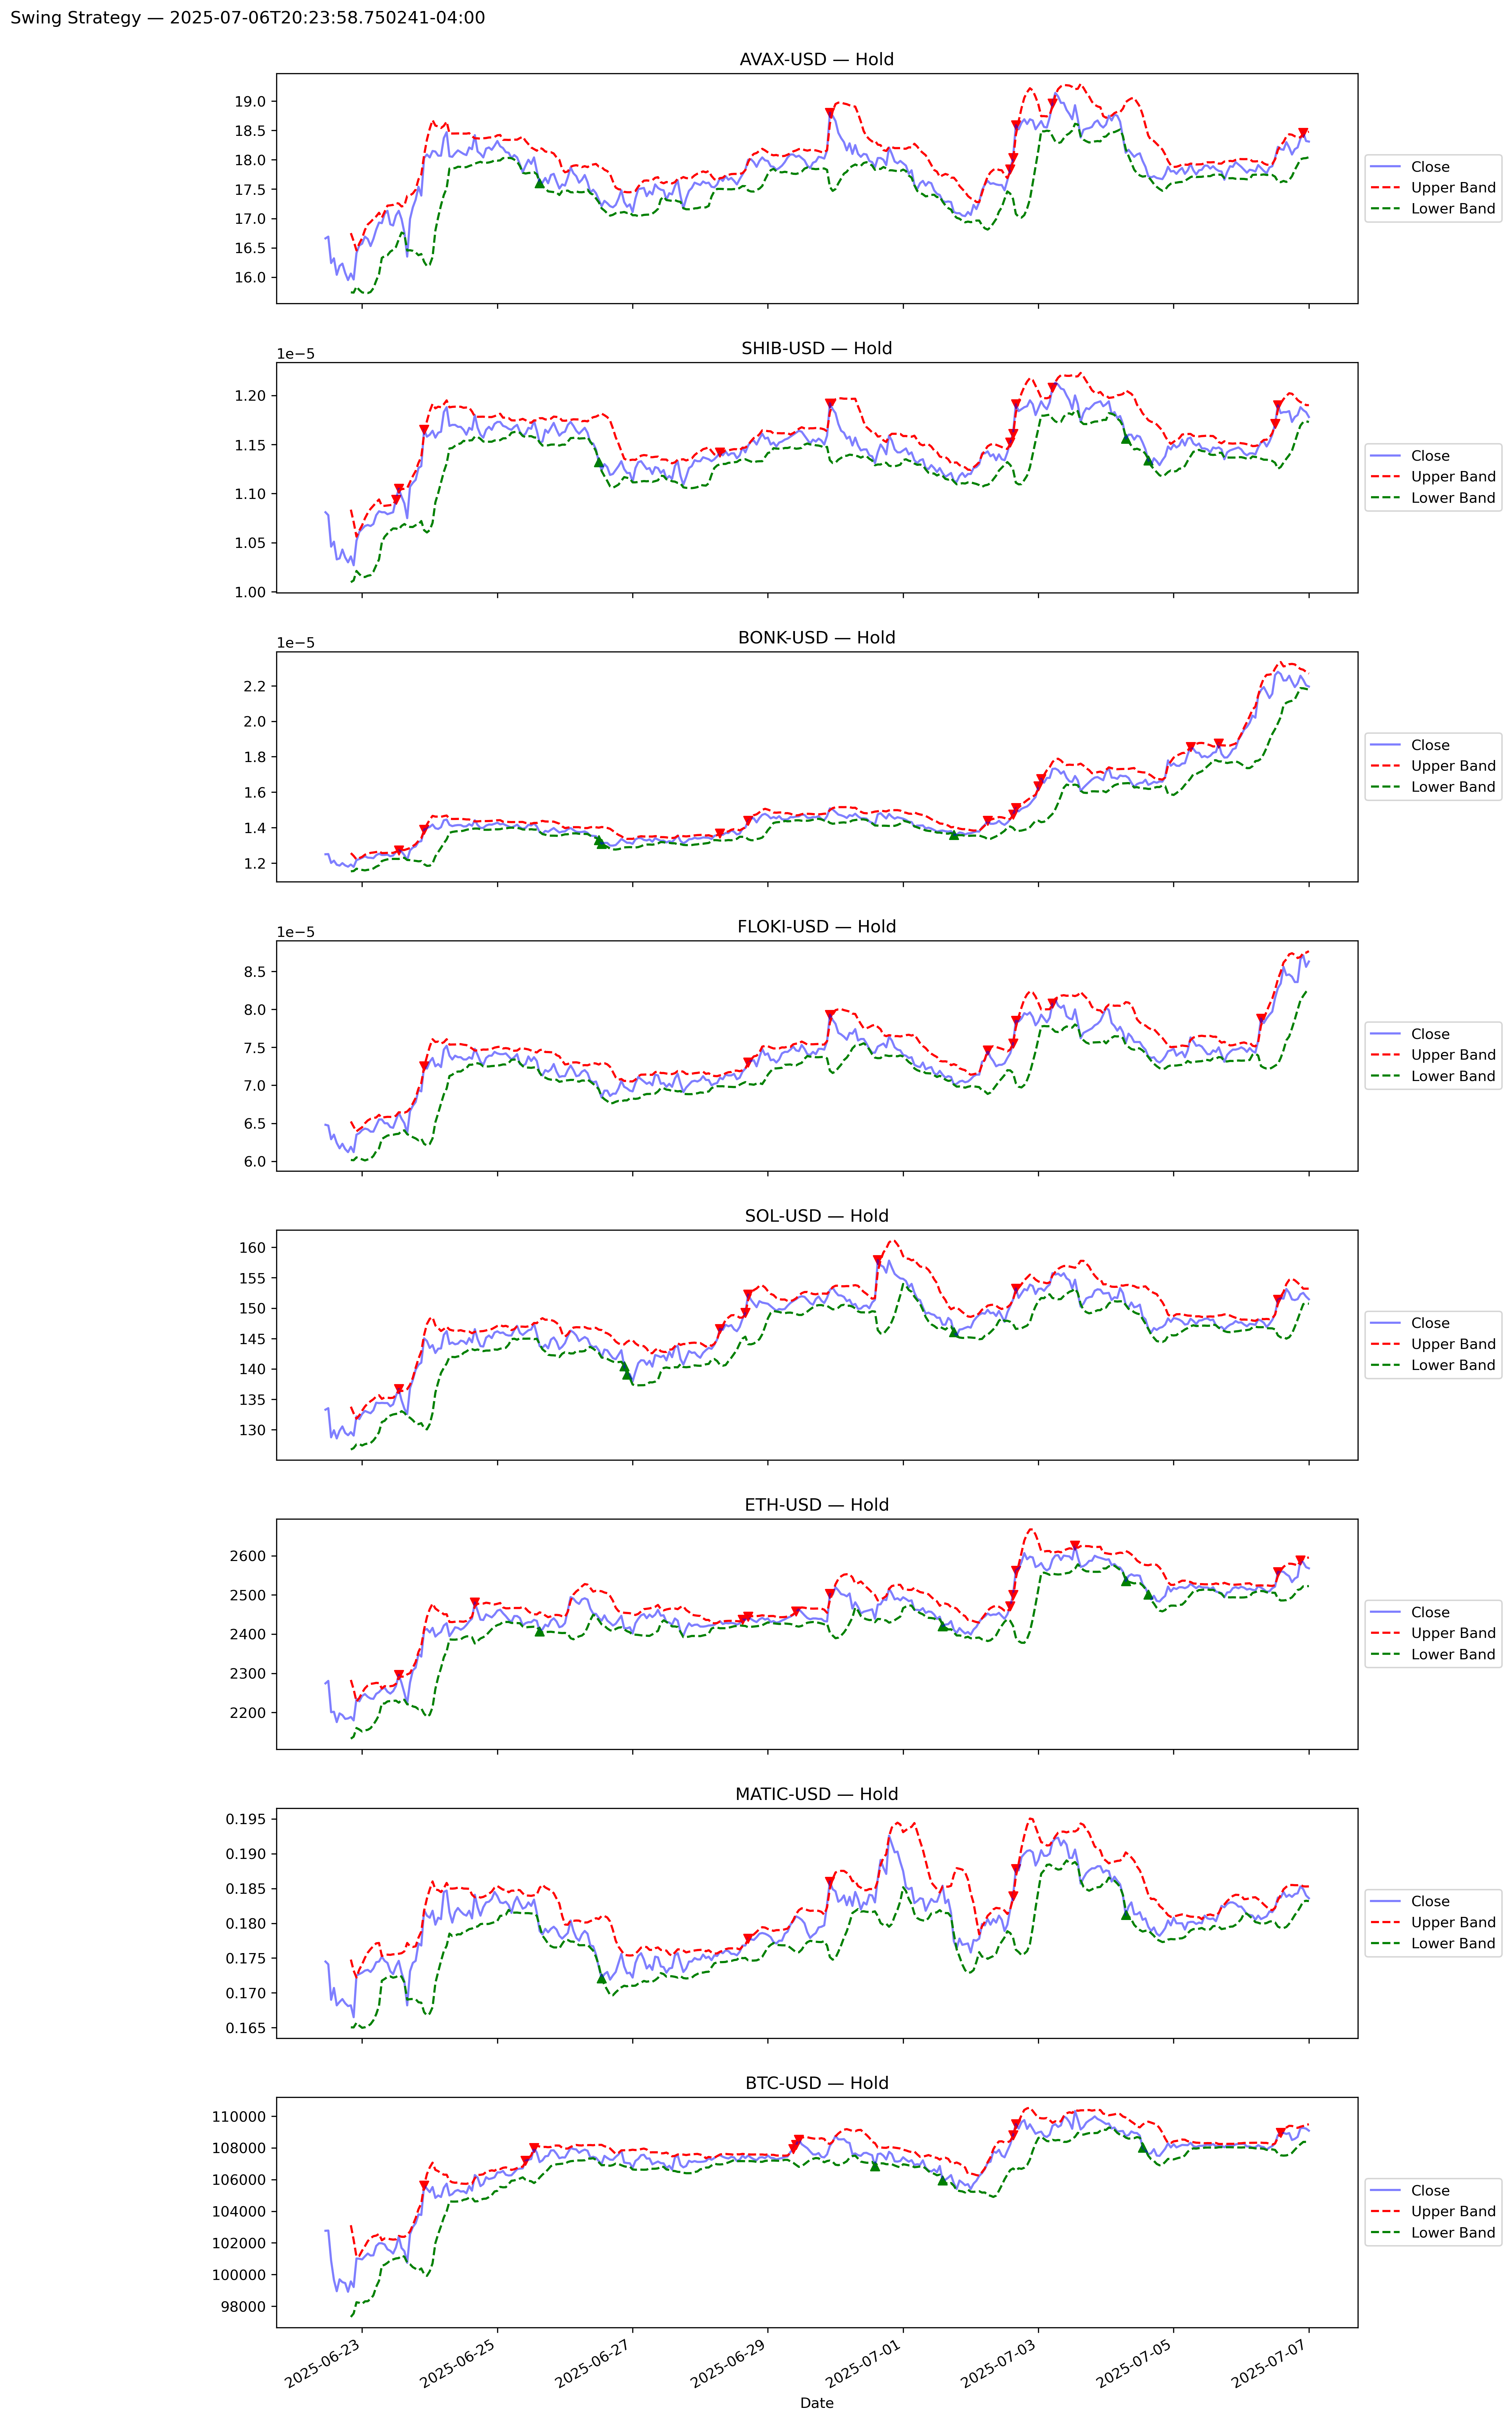 Swing Strategy — 2025-07-06T20:23:58.750241-04:00
AVAX-USD — Hold
19.0
18.5
18.0
17.5
17.0
16.5
16.0
Close
Upper Band
Lower Band
1e−5
SHIB-USD — Hold
1.20
1.15
1.10
1.05
1.00
Close
Upper Band
Lower Band
1e−5
BONK-USD — Hold
2.2
2.0
1.8
1.6
1.4
1.2
Close
Upper Band
Lower Band
1e−5
FLOKI-USD — Hold
8.5
8.0
7.5
7.0
6.5
6.0
Close
Upper Band
Lower Band
SOL-USD — Hold
160
155
150
145
140
135
130
Close
Upper Band
Lower Band
ETH-USD — Hold
2600
2500
2400
2300
2200
Close
Upper Band
Lower Band
MATIC-USD — Hold
0.195
0.190
0.185
0.180
0.175
0.170
0.165
Close
Upper Band
Lower Band
BTC-USD — Hold
110000
108000
106000
104000
102000
100000
98000
Close
Upper Band
Lower Band
2025-06-23
2025-06-25
2025-06-27
2025-06-29
2025-07-01
2025-07-03
2025-07-05
2025-07-07
Date